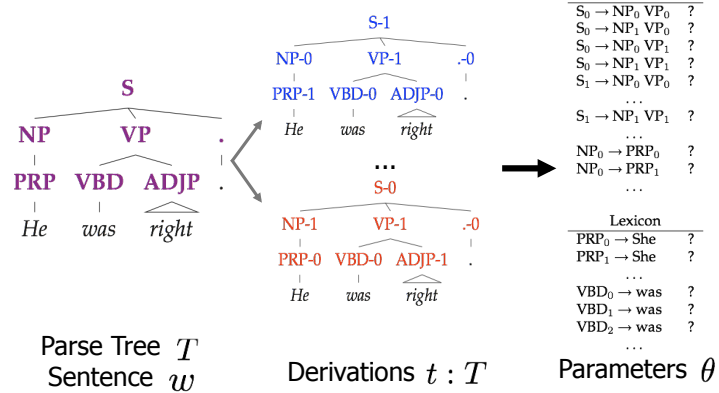 S
NP VP .
PRP VBD ADJP .
He was right
Parse Tree T
Sentence w
S-1
NP-0 VP-1 .-0
PRP-1 VBD-0 ADJP-0 .
He was right
...
S-0
NP-1 VP-1 .-0
PRP-0 VBD-0 ADJP-1 .
He was right
Derivations t : T
S₀ → NP₀ VP₀ ?
S₀ → NP₁ VP₀ ?
S₀ → NP₀ VP₁ ?
S₀ → NP₁ VP₁ ?
S₁ → NP₀ VP₀ ?
...
S₁ → NP₁ VP₁ ?
...
NP₀ → PRP₀ ?
NP₀ → PRP₁ ?
...
Lexicon
PRP₀ → She ?
PRP₁ → She ?
...
VBD₀ → was ?
VBD₁ → was ?
VBD₂ → was ?
...
Parameters θ